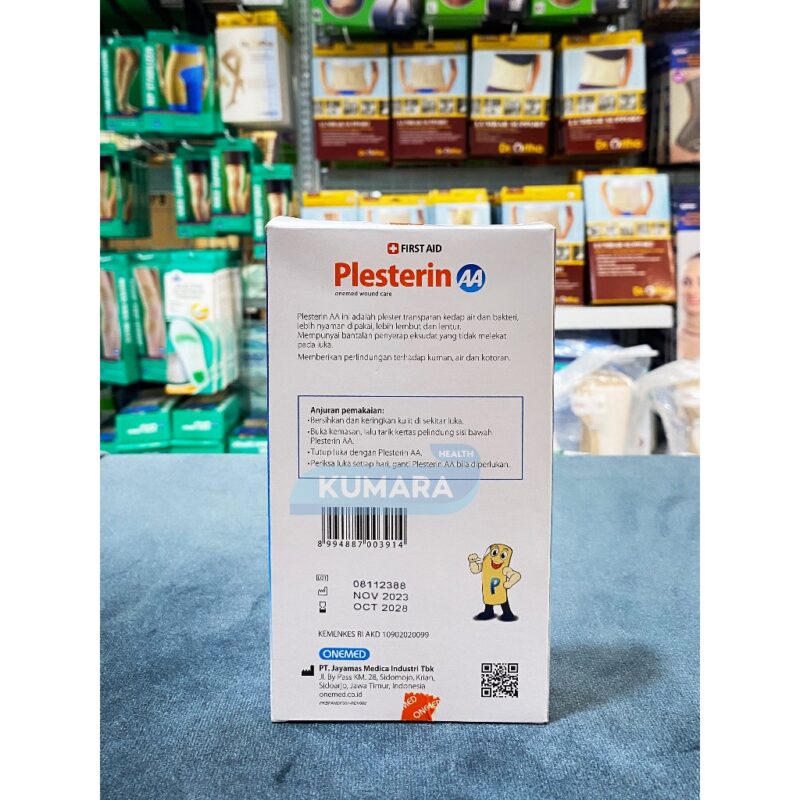 FIRST AID
Plesterin AA
onemed wound care
Plesterin AA ini adalah plester transparan kedap air dan bakteri,
lebih nyaman di pakai, lebih lembut dan lentur.
Mempunyai bantalan penyerap eksudat yang tidak melekat
pada luka.
Memberikan perlindungan terhadap kuman, air dan kotoran.
Anjuran pemakaian:
•Bersihkan dan keringkan kulit di sekitar luka.
•Buka kemasan, lalu tarik kertas pelindung sisi bawah
Plesterin AA.
•Tutup luka dengan Plesterin AA.
•Periksa luka setiap hari, ganti Plesterin AA bila diperlukan.
HEALTH
KUMARA
8 994887 003914
P
LOT
08112388
NOV 2023
OCT 2028
KEMENKES RI AKD 10902020099
ONEMED
PT. Jayamas Medica Industri Tbk
Jl. By Pass KM. 28, Sidomojo, Krian,
Sidoarjo, Jawa Timur, Indonesia
onemed.co.id